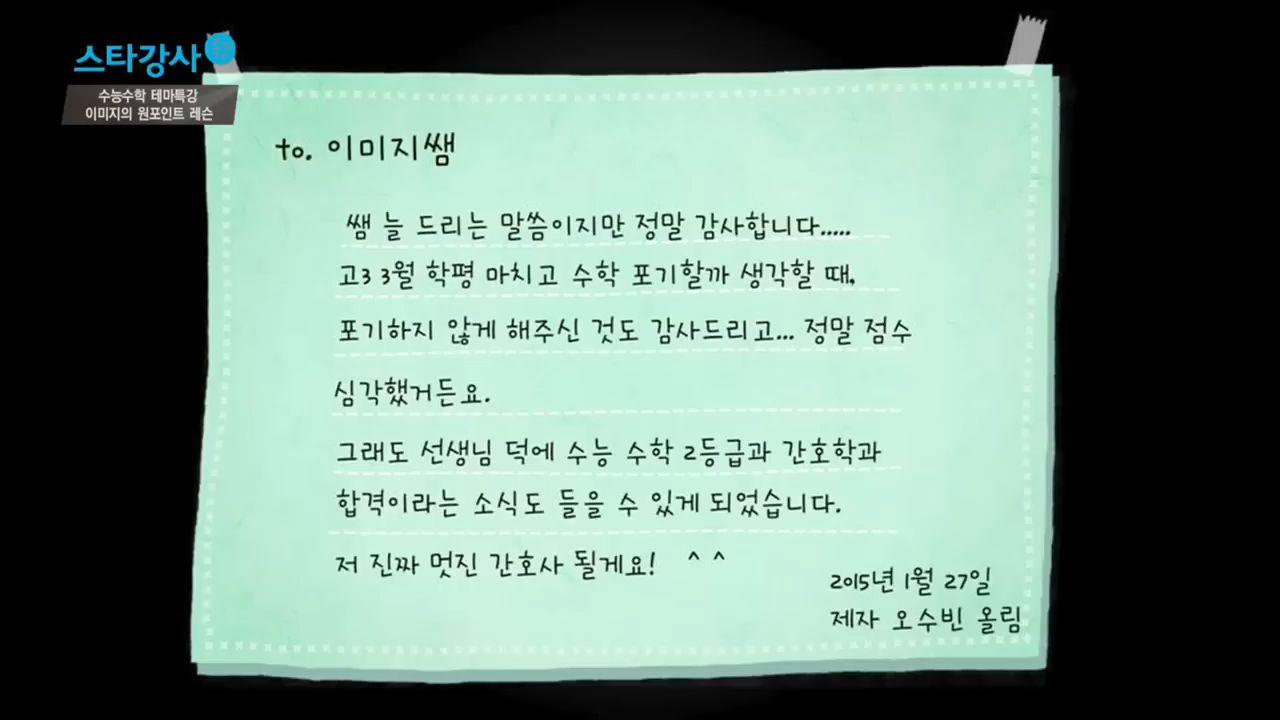 스타강사
수능수학 테마특강
이미지의 원포인트 레슨
to. 이미지쌤
쌤 늘 드리는 말씀이지만 정말 감사합니다.....
고3 3월 학평 마치고 수학 포기할까 생각할 때,
포기하지 않게 해주신 것도 감사드리고... 정말 점수
심각했거든요.
그래도 선생님 덕에 수능 수학 2등급과 간호학과
합격이라는 소식도 들을 수 있게 되었습니다.
저 진짜 멋진 간호사 될게요! ^ ^
2015년 1월 27일
제자 오수빈 올림